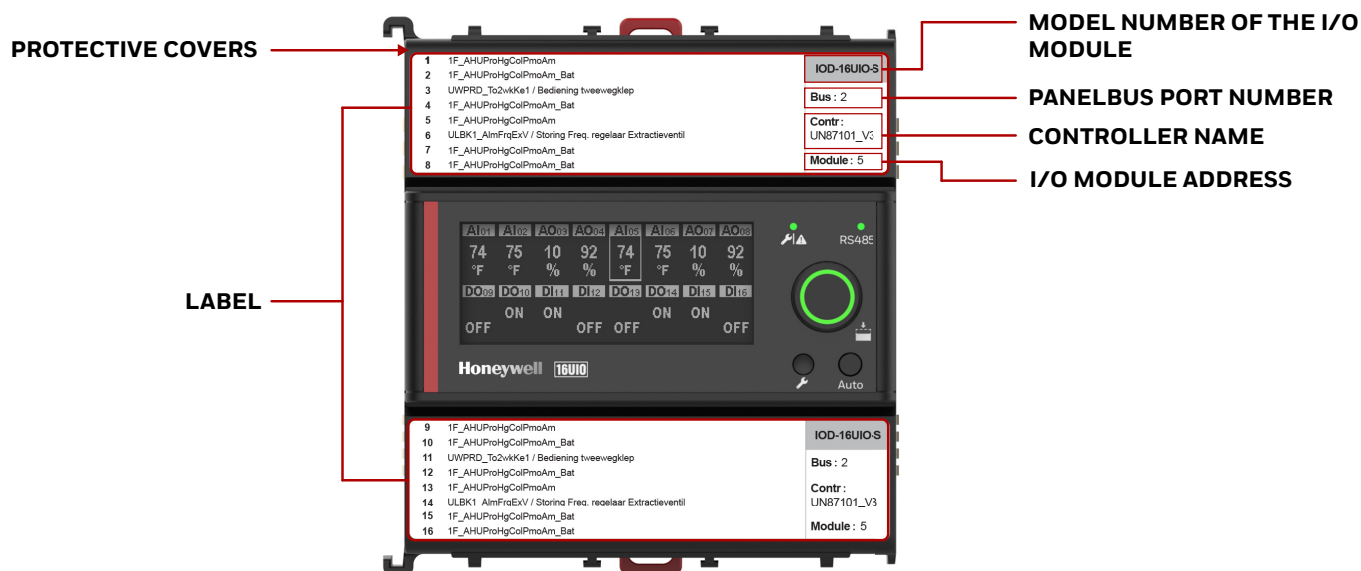 PROTECTIVE COVERS
MODEL NUMBER OF THE I/O
MODULE
PANELBUS PORT NUMBER
CONTROLLER NAME
I/O MODULE ADDRESS
LABEL
1 1F_AHUProHgColPmoAm
2 1F_AHUProHgColPmoAm_Bat
3 UWPRD_To2wkKe1 / Bediening tweewegklep
4 1F_AHUProHgColPmoAm_Bat
5 1F_AHUProHgColPmoAm
6 ULBK1_AlmFrqExV / Storing Freq. regelaar Extractieventil
7 1F_AHUProHgColPmoAm_Bat
8 1F_AHUProHgColPmoAm_Bat
IOD-16UIO-S
Bus : 2
Contr :
UN87101_V3
Module : 5
AI01 AI02 AO03 AO04 AI05 AI06 AO07 AO08
74 75 10 92 74 75 10 92
°F °F % % °F °F % %
DO09 DO10 DI11 DI12 DO13 DO14 DI15 DI16
ON ON ON ON
OFF OFF OFF OFF
RS485
Honeywell 16UIO
Auto
9 1F_AHUProHgColPmoAm
10 1F_AHUProHgColPmoAm_Bat
11 UWPRD_To2wkKe1 / Bediening tweewegklep
12 1F_AHUProHgColPmoAm_Bat
13 1F_AHUProHgColPmoAm
14 ULBK1_AlmFrqExV / Storing Freq. regelaar Extractieventil
15 1F_AHUProHgColPmoAm_Bat
16 1F_AHUProHgColPmoAm_Bat
IOD-16UIO-S
Bus : 2
Contr :
UN87101_V3
Module : 5